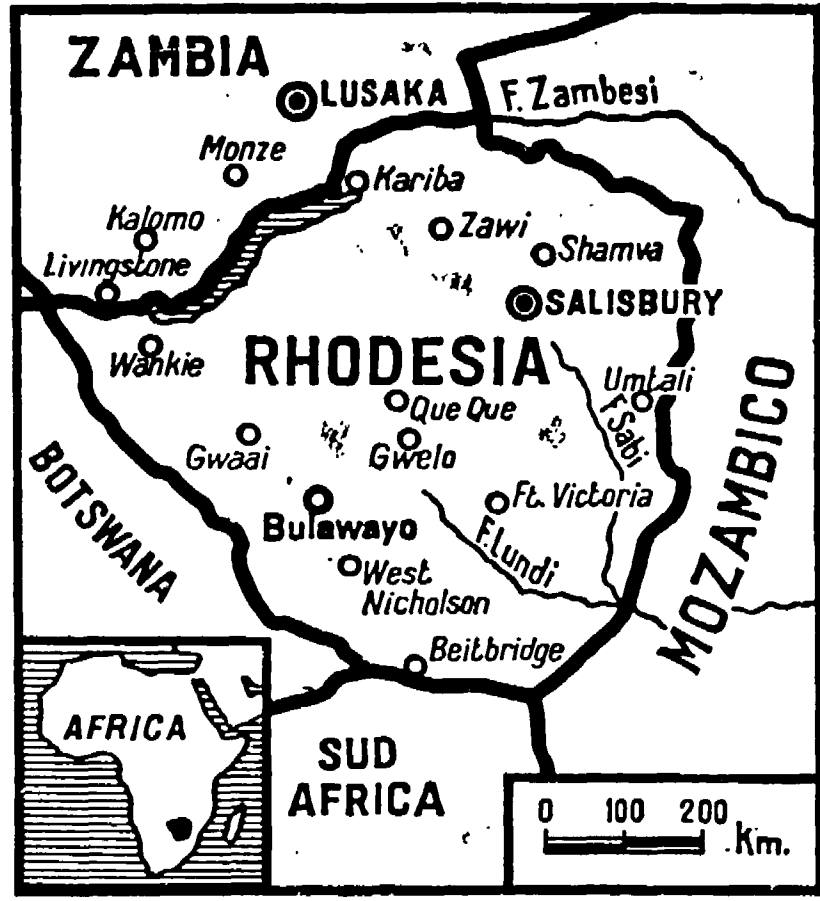 ZAMBIA
LUSAKA
F. Zambesi
Monze
Kariba
Kalomo
Zawi
Shamva
Livingstone
SALISBURY
Wankie
RHODESIA
Umtali
Que Que
F. Sabi
Gwaai
Gwelo
MOZAMBICO
BOTSWANA
Bulawayo
Ft. Victoria
F. Lundi
West
Nicholson
Beitbridge
AFRICA
SUD
AFRICA
0 100 200
Km.